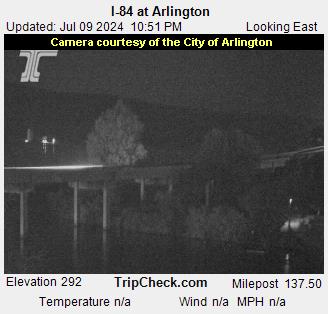 I-84 at Arlington
Updated: Jul 09 2024 10:51 PM Looking East
Camera courtesy of the City of Arlington
Elevation 292 TripCheck.com Milepost 137.50
Temperature n/a Wind n/a MPH n/a